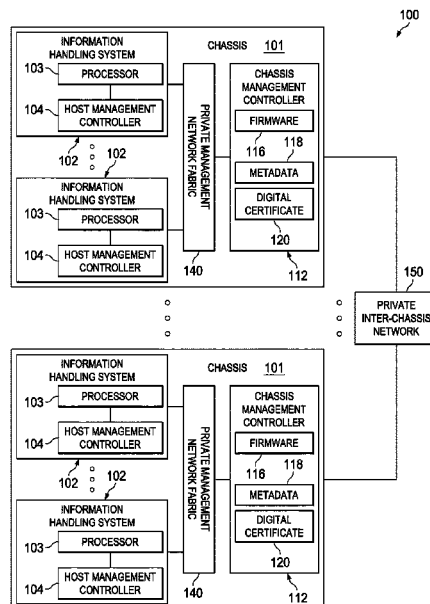 100
INFORMATION
HANDLING SYSTEM
103
PROCESSOR
104
HOST MANAGEMENT
CONTROLLER
102
102
INFORMATION
HANDLING SYSTEM
103
PROCESSOR
104
HOST MANAGEMENT
CONTROLLER
PRIVATE MANAGEMENT
NETWORK FABRIC
140
CHASSIS 101
CHASSIS
MANAGEMENT
CONTROLLER
FIRMWARE
116
118
METADATA
DIGITAL
CERTIFICATE
120
112
150
PRIVATE
INTER-CHASSIS
NETWORK
INFORMATION
HANDLING SYSTEM
103
PROCESSOR
104
HOST MANAGEMENT
CONTROLLER
102
102
INFORMATION
HANDLING SYSTEM
103
PROCESSOR
104
HOST MANAGEMENT
CONTROLLER
PRIVATE MANAGEMENT
NETWORK FABRIC
140
CHASSIS 101
CHASSIS
MANAGEMENT
CONTROLLER
FIRMWARE
116
118
METADATA
DIGITAL
CERTIFICATE
120
112